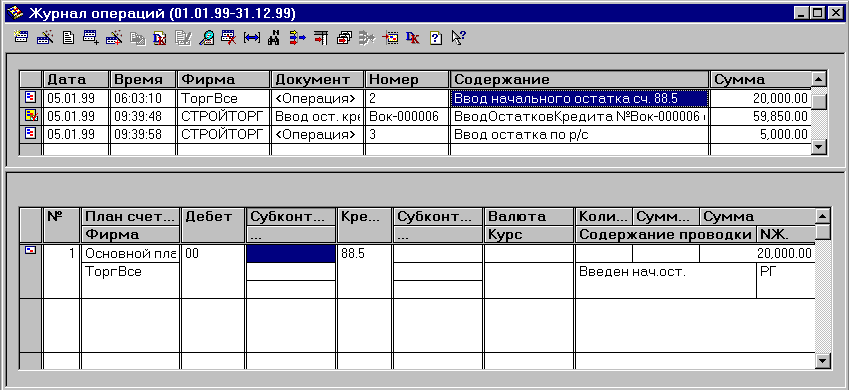 Журнал операций (01.01.99-31.12.99)
Дата Время Фирма Документ Номер Содержание Сумма
05.01.99 06:03:10 ТоргВсе <Операция> 2 Ввод начального остатка сч. 88.5 20,000.00
05.01.99 09:39:48 СТРОЙТОРГ Ввод ост. кре Вок-000006 ВводОстатковКредита №Вок-000006 о 59,850.00
05.01.99 09:39:58 СТРОЙТОРГ <Операция> 3 Ввод остатка по р/с 5,000.00
№ План счет... Дебет Субконт... Кре... Субконт... Валюта Коли... Сумм... Сумма
Фирма ... ... Курс Содержание проводки NЖ.
1 Основной пла 00 88.5 20,000.00
ТоргВсе Введен нач.ост. РГ